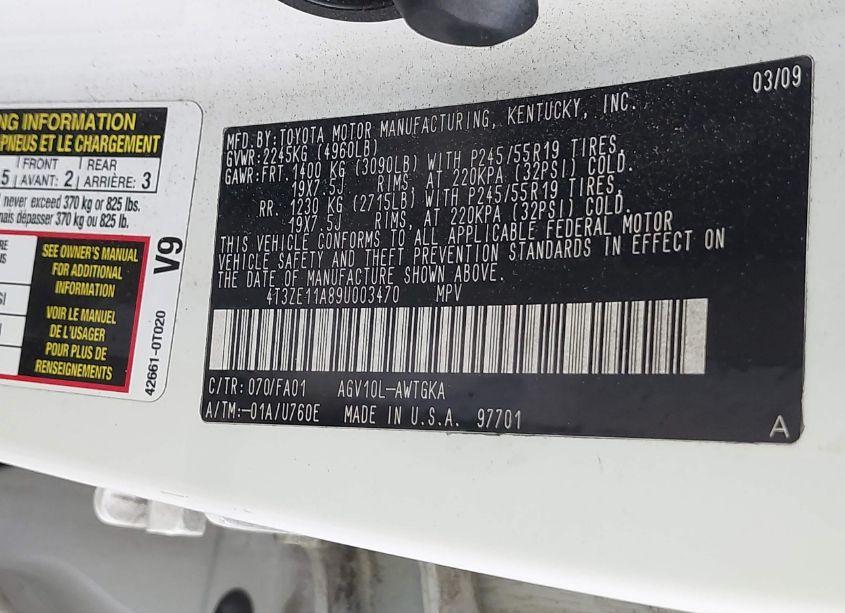 NG INFORMATION
PNEUS ET LE CHARGEMENT
5 FRONT AVANT: 2 REAR ARRIÈRE: 3
never exceed 370 kg or 825 lbs.
mais dépasser 370 kg ou 825 lb.
SEE OWNER'S MANUAL
FOR ADDITIONAL
INFORMATION
VOIR LE MANUEL
DE L'USAGER
POUR PLUS DE
RENSEIGNEMENTS
V9
42661-0T020
03/09
MFD.BY:TOYOTA MOTOR MANUFACTURING, KENTUCKY, INC.
GVWR:2245KG (4960LB)
GAWR:FRT.1400 KG (3090LB) WITH P245/55R19 TIRES,
19X7.5J RIMS, AT 220KPA (32PSI) COLD.
RR. 1230 KG (2715LB) WITH P245/55R19 TIRES,
19X7.5J RIMS, AT 220KPA (32PSI) COLD.
THIS VEHICLE CONFORMS TO ALL APPLICABLE FEDERAL MOTOR
VEHICLE SAFETY AND THEFT PREVENTION STANDARDS IN EFFECT ON
THE DATE OF MANUFACTURE SHOWN ABOVE.
4T3ZE11A89U003470 MPV
C/TR:070/FA01 AGV10L-AWTGKA
A/TM:-01A/U760E MADE IN U.S.A. 97701
A